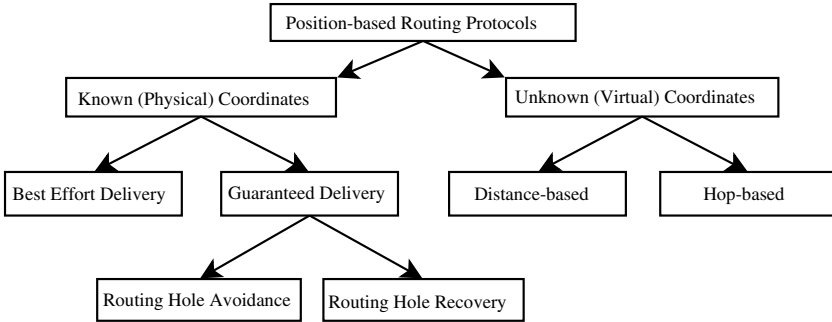 Position-based Routing Protocols
Known (Physical) Coordinates
Unknown (Virtual) Coordinates
Best Effort Delivery
Guaranteed Delivery
Distance-based
Hop-based
Routing Hole Avoidance
Routing Hole Recovery